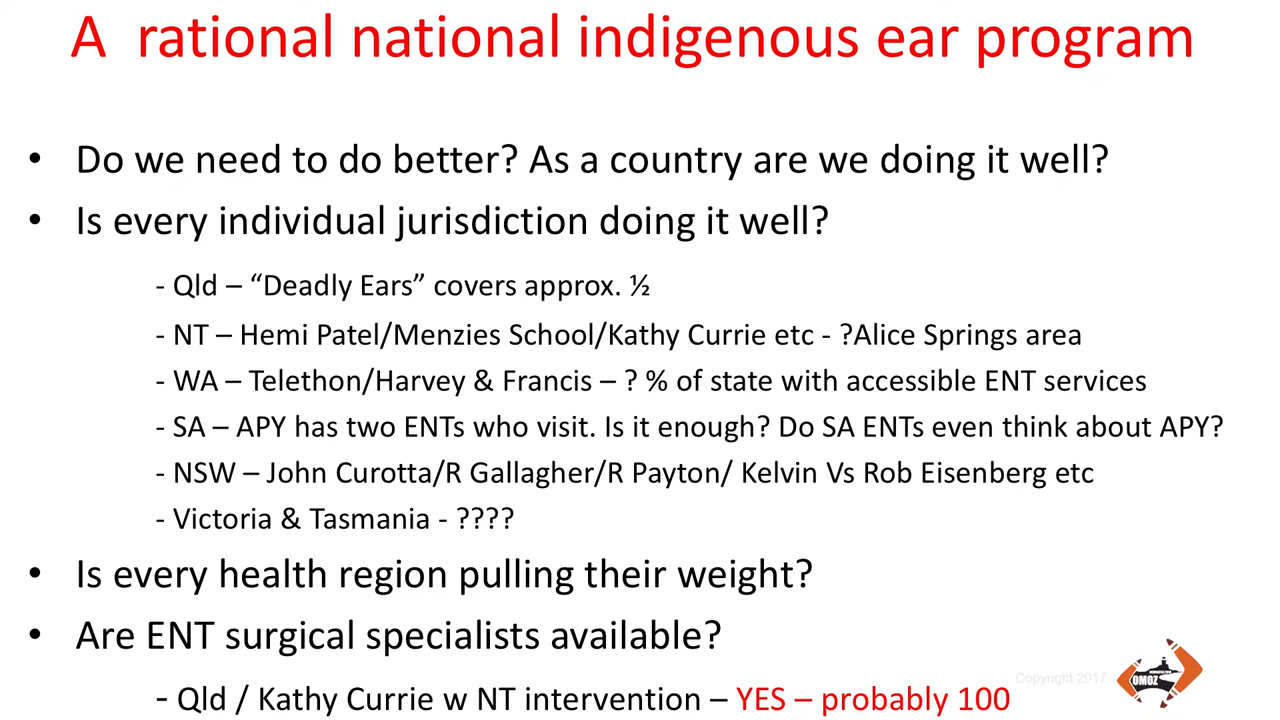 A rational national indigenous ear program
• Do we need to do better? As a country are we doing it well?
• Is every individual jurisdiction doing it well?
- Qld – “Deadly Ears” covers approx. ½
- NT – Hemi Patel/Menzies School/Kathy Currie etc - ?Alice Springs area
- WA – Telethon/Harvey & Francis – ? % of state with accessible ENT services
- SA – APY has two ENTs who visit. Is it enough? Do SA ENTs even think about APY?
- NSW – John Curotta/R Gallagher/R Payton/ Kelvin Vs Rob Eisenberg etc
- Victoria & Tasmania - ????
• Is every health region pulling their weight?
• Are ENT surgical specialists available?
- Qld / Kathy Currie w NT intervention – YES – probably 100
Copyright 2017
OMOZ